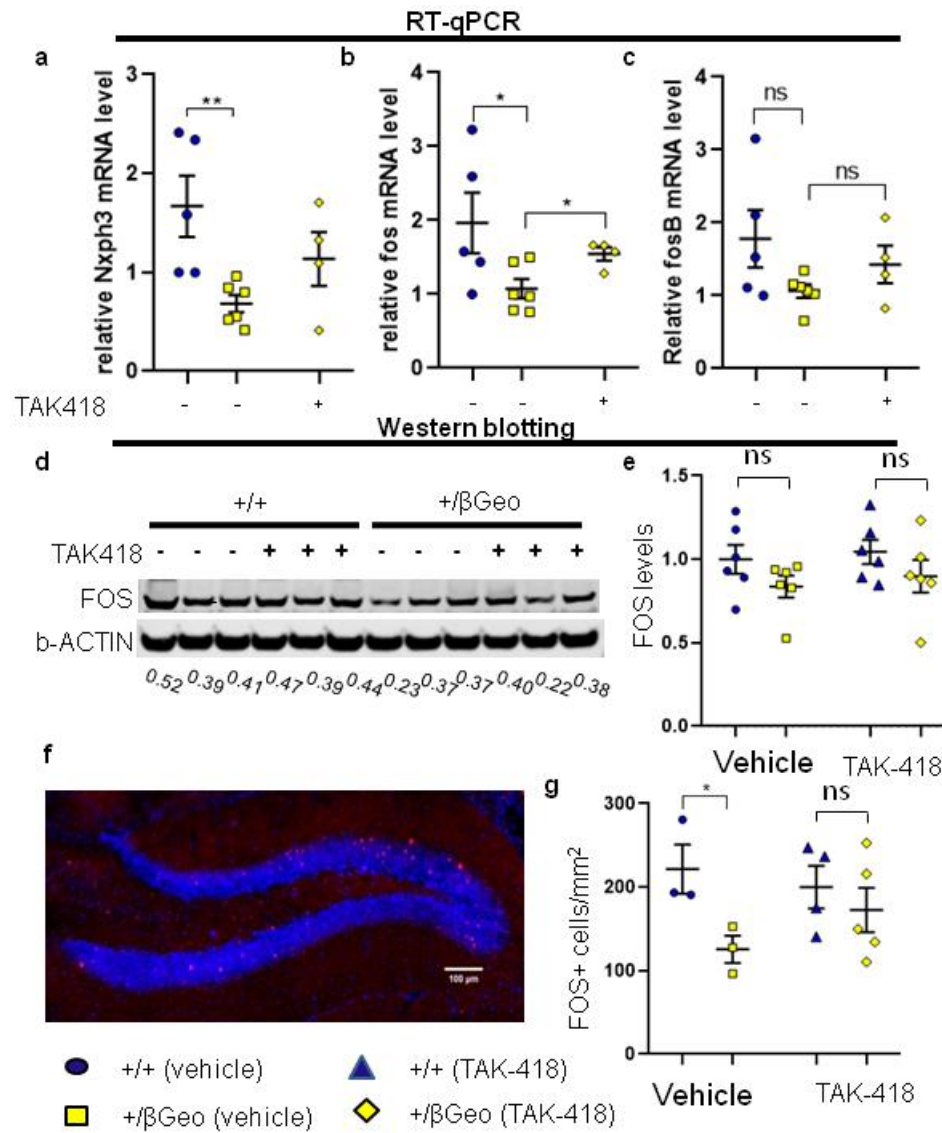 RT-qPCR
a
b
c
relative Nxph3 mRNA level
3
2
1
0
**
relative fos mRNA level
4
3
2
1
0
*
*
Relative fosB mRNA level
4
3
2
1
0
ns
ns
TAK418 - - + - - + - - +
Western blotting
d
+/+ +/βGeo
TAK418 - - - + + + - - - + + +
FOS
b-ACTIN
0.52 0.39 0.41 0.47 0.39 0.44 0.23 0.37 0.37 0.40 0.22 0.38
e
FOS levels
1.5
1.0
0.5
0.0
ns ns
Vehicle TAK-418
f
100 µm
g
FOS+ cells/mm²
300
200
100
0
* ns
Vehicle TAK-418
+/+ (vehicle) +/+ (TAK-418)
+/βGeo (vehicle) +/βGeo (TAK-418)